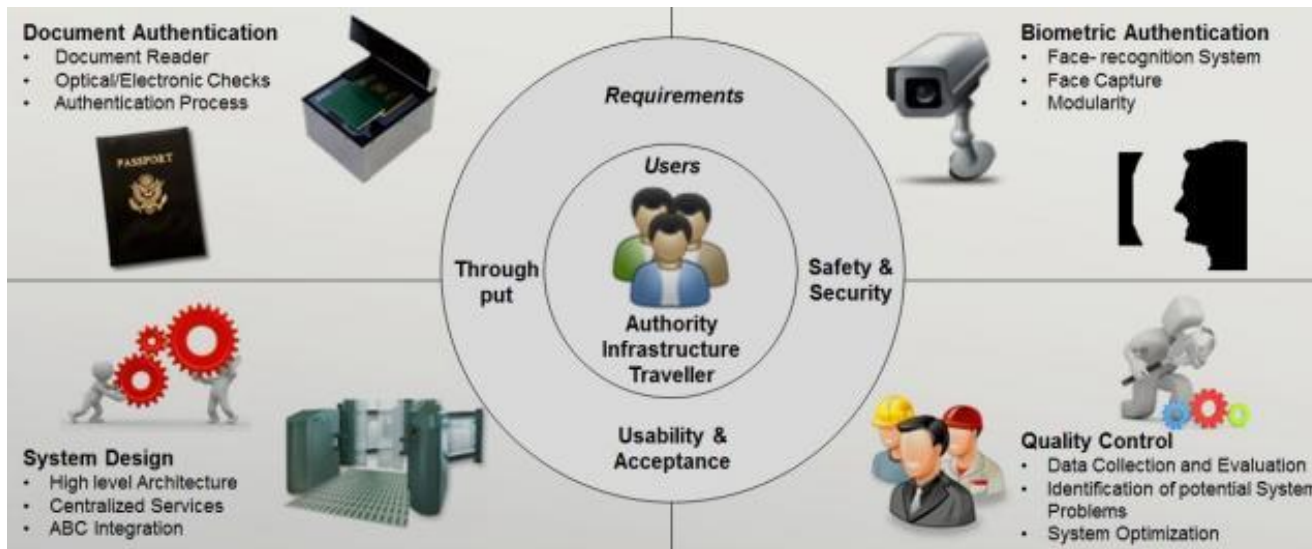 Document Authentication
• Document Reader
• Optical/Electronic Checks
• Authentication Process
PASSPORT
Requirements
Users
Through
put
Safety &
Security
Authority
Infrastructure
Traveller
Usability &
Acceptance
Biometric Authentication
• Face- recognition System
• Face Capture
• Modularity
System Design
• High level Architecture
• Centralized Services
• ABC Integration
Quality Control
• Data Collection and Evaluation
• Identification of potential System
Problems
• System Optimization